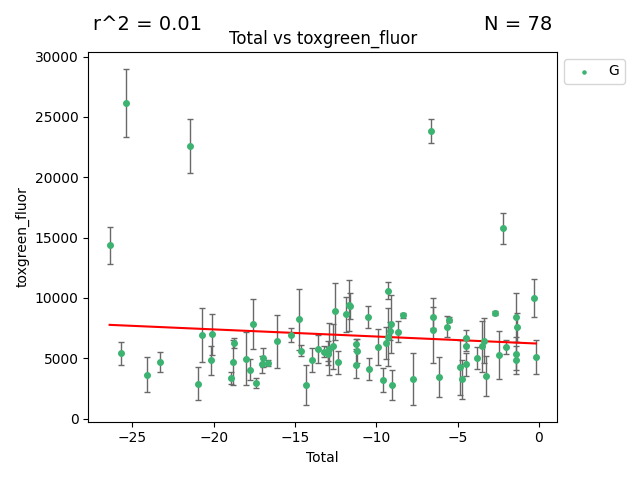 r^2 = 0.01
N = 78
Total vs toxgreen_fluor
G
30000
25000
20000
15000
10000
5000
0
toxgreen_fluor
−25
−20
−15
−10
−5
0
Total